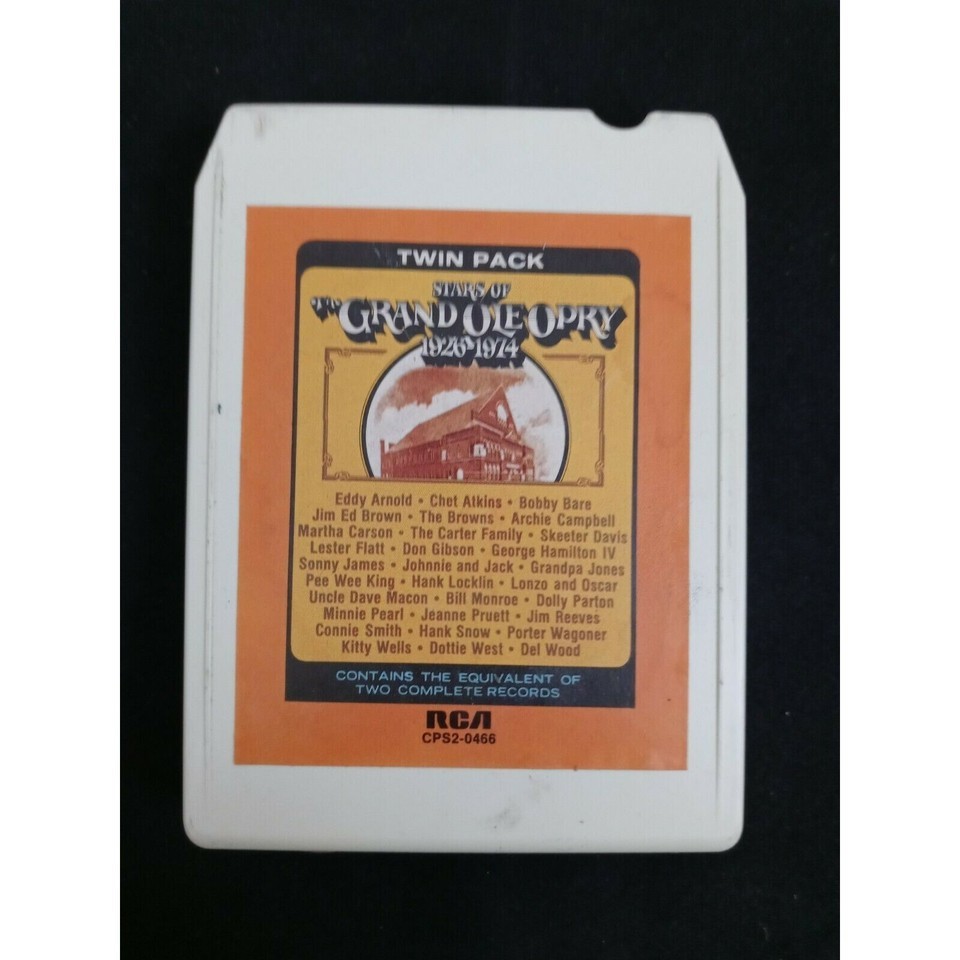 TWIN PACK
STARS OF
THE GRAND OLE OPRY
1926-1974
Eddy Arnold • Chet Atkins • Bobby Bare
Jim Ed Brown • The Browns • Archie Campbell
Martha Carson • The Carter Family • Skeeter Davis
Lester Flatt • Don Gibson • George Hamilton IV
Sonny James • Johnnie and Jack • Grandpa Jones
Pee Wee King • Hank Locklin • Lonzo and Oscar
Uncle Dave Macon • Bill Monroe • Dolly Parton
Minnie Pearl • Jeanne Pruett • Jim Reeves
Connie Smith • Hank Snow • Porter Wagoner
Kitty Wells • Dottie West • Del Wood
CONTAINS THE EQUIVALENT OF
TWO COMPLETE RECORDS
RCA
CPS2-0466